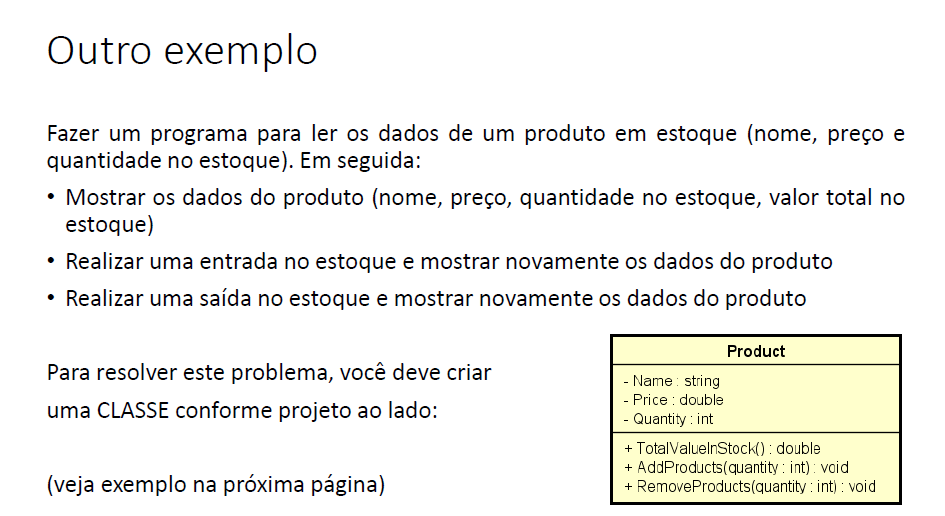 Outro exemplo
Fazer um programa para ler os dados de um produto em estoque (nome, preço e
quantidade no estoque). Em seguida:
• Mostrar os dados do produto (nome, preço, quantidade no estoque, valor total no
estoque)
• Realizar uma entrada no estoque e mostrar novamente os dados do produto
• Realizar uma saída no estoque e mostrar novamente os dados do produto
Para resolver este problema, você deve criar
uma CLASSE conforme projeto ao lado:
(veja exemplo na próxima página)
Product
- Name : string
- Price : double
- Quantity : int
+ TotalValueInStock() : double
+ AddProducts(quantity : int) : void
+ RemoveProducts(quantity : int) : void